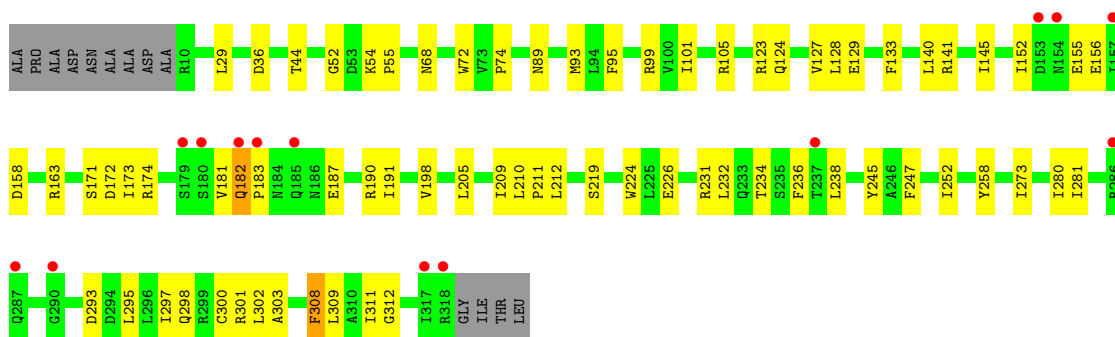 ALA PRO ALA ASP ASN ALA ALA ASP ALA R10 L29 D36 T44 G52 D53 K54 P55 N68 W72 V73 P74 N89 M93 L94 F95 R99 V100 I101 R105 R123 Q124 V127 L128 E129 F133 L140 R141 I145 I152 D153 N154 E155 E156 I157
D158 R163 S171 D172 I173 R174 S179 S180 V181 Q182 P183 N184 Q185 N186 E187 R190 I191 V198 L205 I209 L210 P211 L212 S219 W224 L225 E226 R231 L232 Q233 T234 S235 F236 T237 L238 Y245 A246 F247 I252 Y258 I273 I280 I281 R286
Q287 G290 D293 D294 L295 L296 I297 Q298 R299 C300 R301 L302 A303 F308 L309 A310 I311 G312 I317 R318 GLY ILE THR LEU